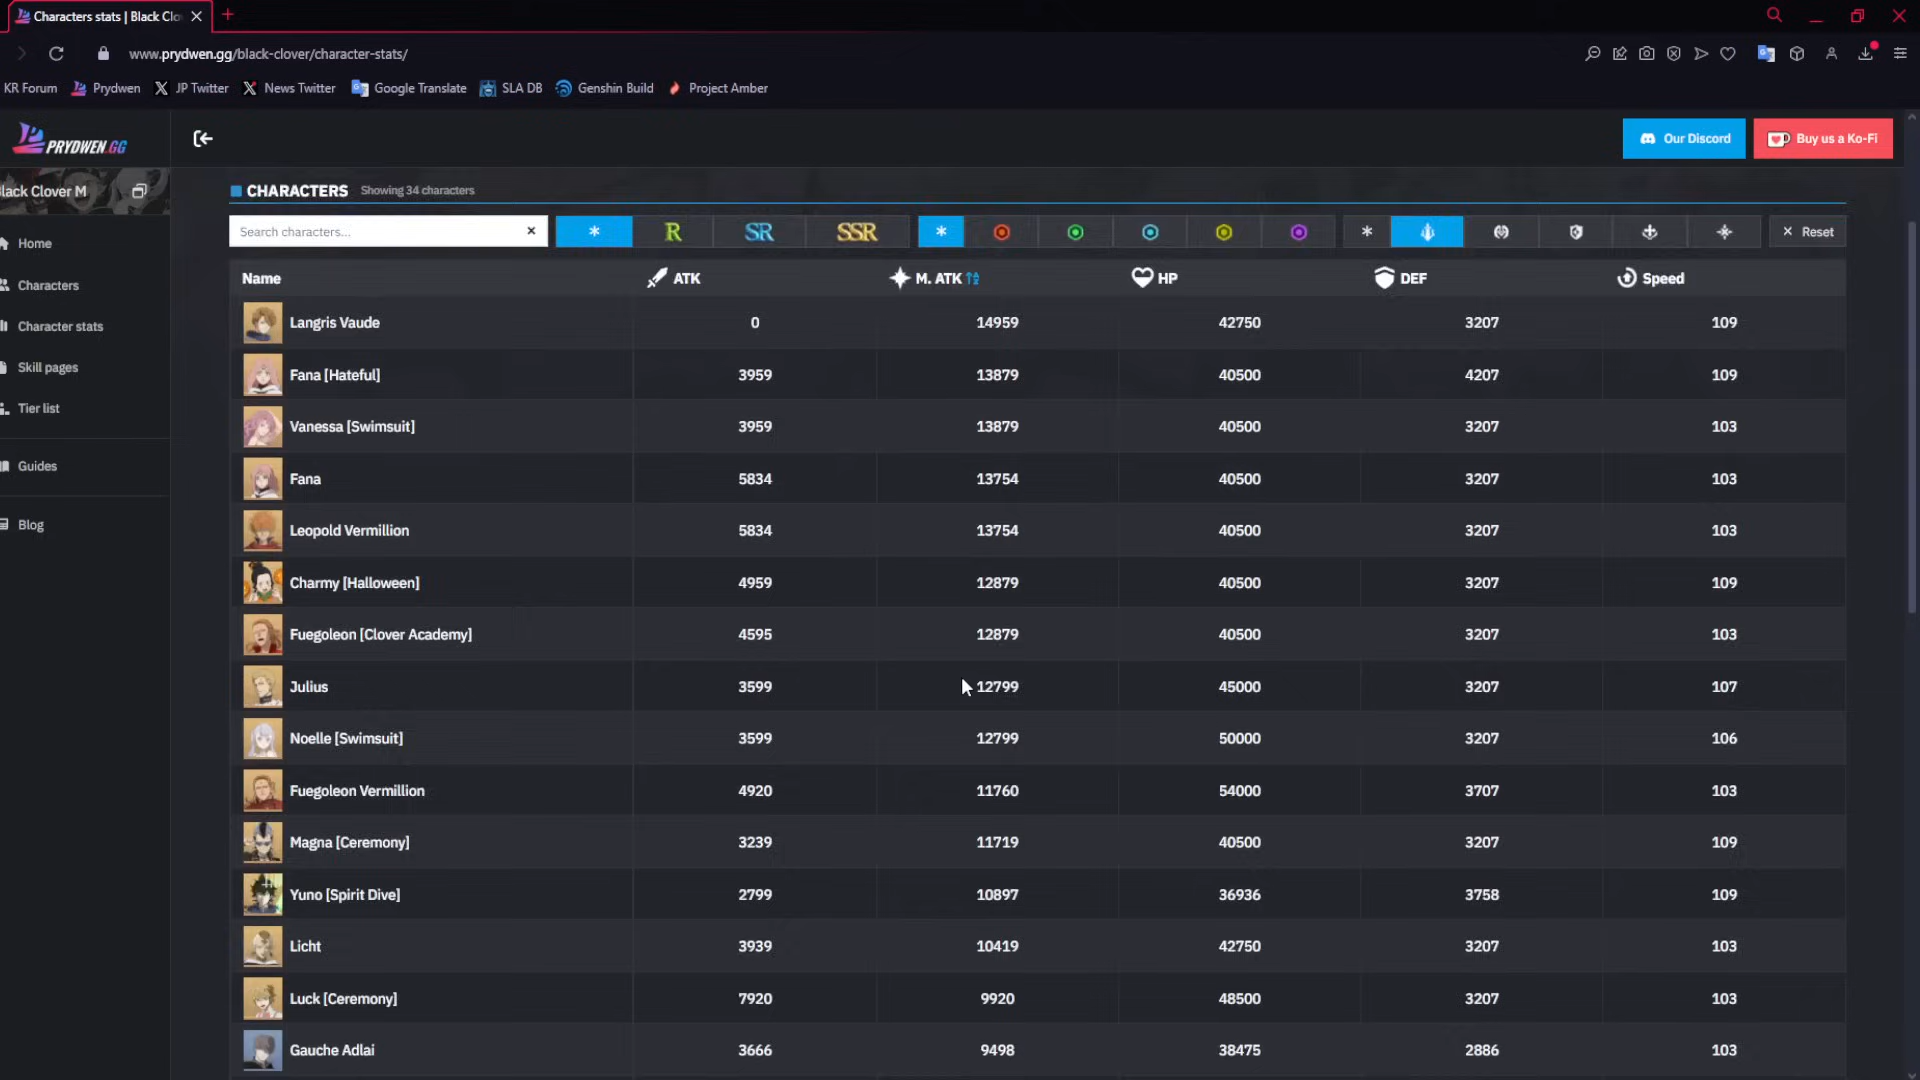 Characters stats | Black Clo
www.prydwen.gg/black-clover/character-stats/
KR Forum Prydwen JP Twitter News Twitter Google Translate SLA DB Genshin Build Project Amber
PRYDWEN.GG
Our Discord Buy us a Ko-Fi
lack Clover M
Home
Characters
Character stats
Skill pages
Tier list
Guides
Blog
CHARACTERS Showing 34 characters
Search characters... R SR SSR Reset
Name ATK M. ATK HP DEF Speed
Langris Vaude 0 14959 42750 3207 109
Fana [Hateful] 3959 13879 40500 4207 109
Vanessa [Swimsuit] 3959 13879 40500 3207 103
Fana 5834 13754 40500 3207 103
Leopold Vermillion 5834 13754 40500 3207 103
Charmy [Halloween] 4959 12879 40500 3207 109
Fuegoleon [Clover Academy] 4595 12879 40500 3207 103
Julius 3599 12799 45000 3207 107
Noelle [Swimsuit] 3599 12799 50000 3207 106
Fuegoleon Vermillion 4920 11760 54000 3707 103
Magna [Ceremony] 3239 11719 40500 3207 109
Yuno [Spirit Dive] 2799 10897 36936 3758 109
Licht 3939 10419 42750 3207 103
Luck [Ceremony] 7920 9920 48500 3207 103
Gauche Adlai 3666 9498 38475 2886 103